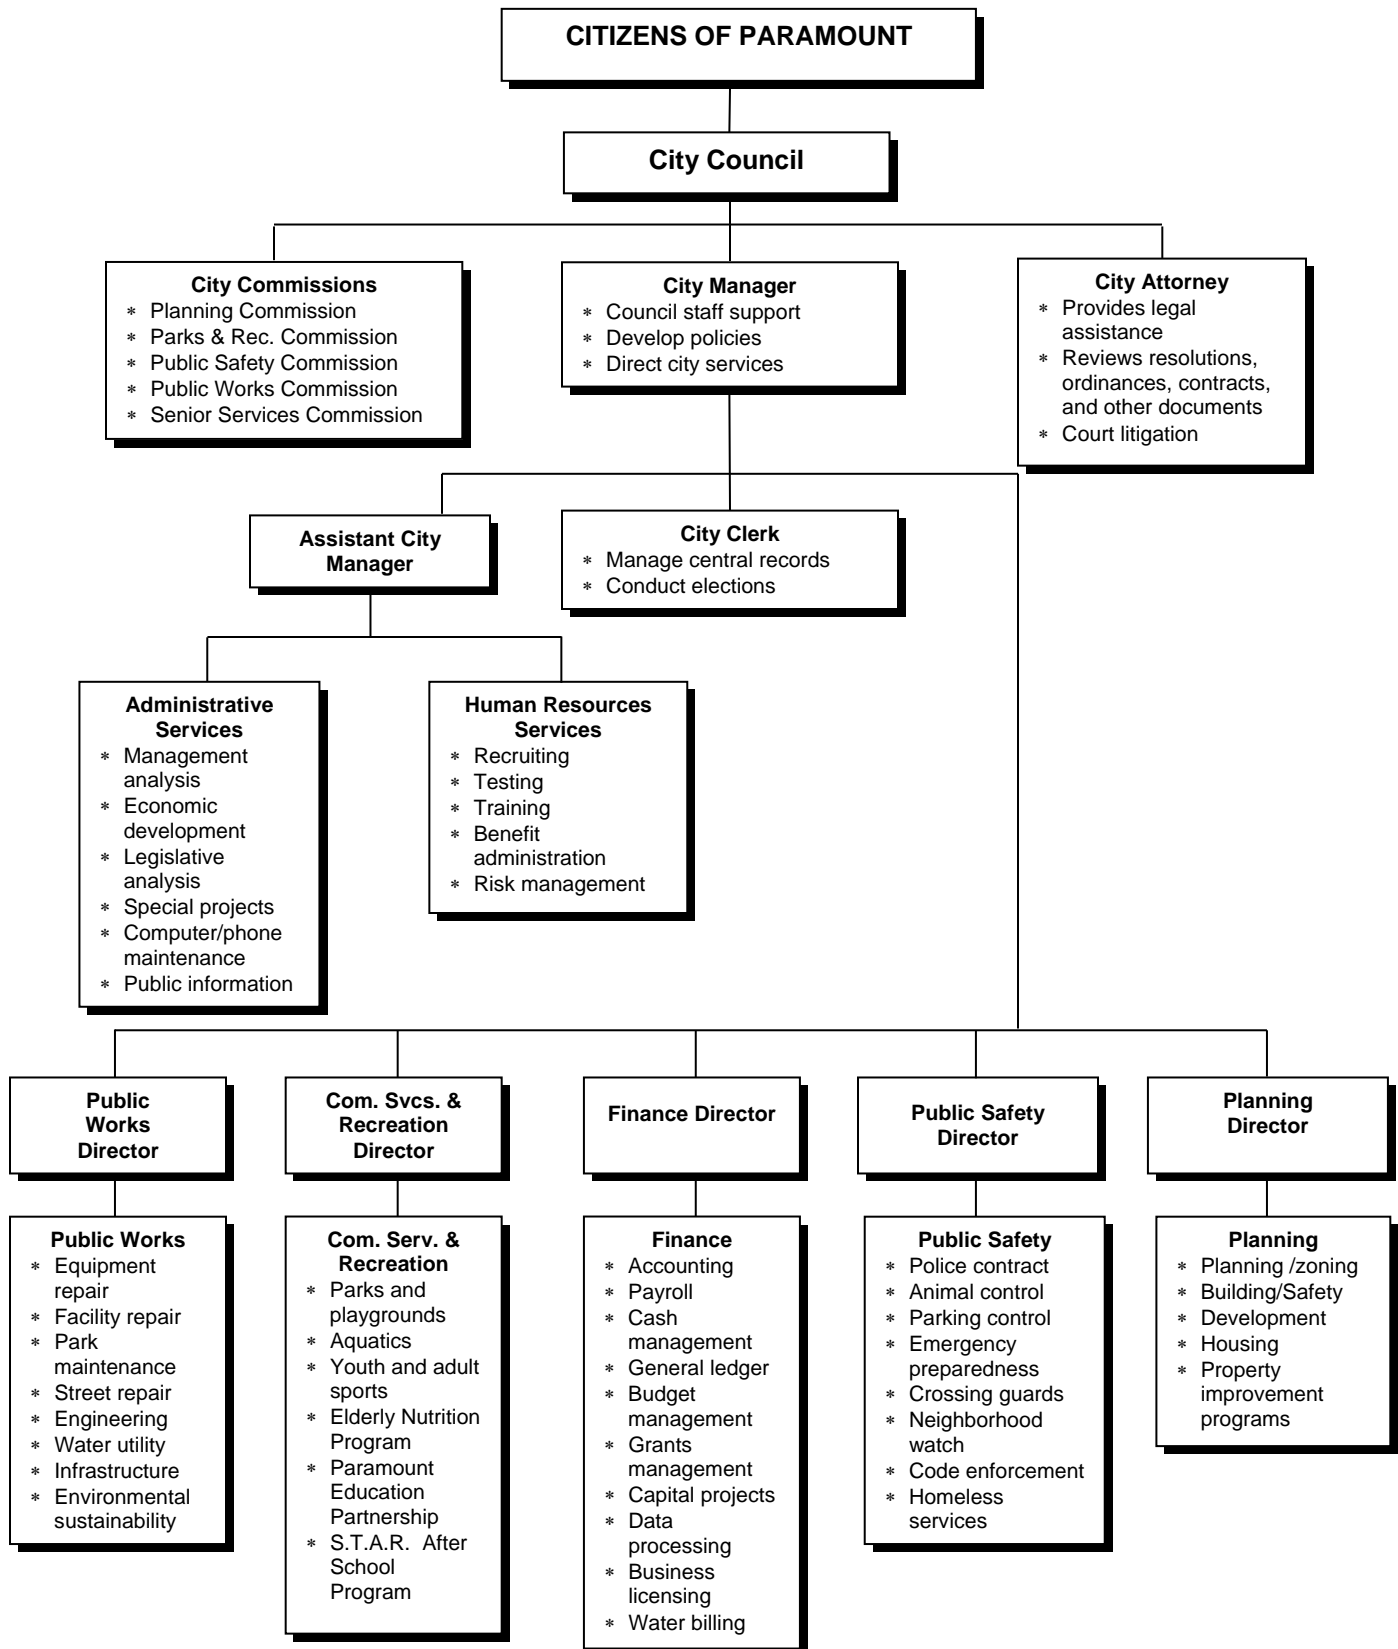 CITIZENS OF PARAMOUNT
City Council
City Commissions
* Planning Commission
* Parks & Rec. Commission
* Public Safety Commission
* Public Works Commission
* Senior Services Commission
City Manager
* Council staff support
* Develop policies
* Direct city services
City Attorney
* Provides legal
assistance
* Reviews resolutions,
ordinances, contracts,
and other documents
* Court litigation
Assistant City
Manager
City Clerk
* Manage central records
* Conduct elections
Administrative
Services
* Management
analysis
* Economic
development
* Legislative
analysis
* Special projects
* Computer/phone
maintenance
* Public information
Human Resources
Services
* Recruiting
* Testing
* Training
* Benefit
administration
* Risk management
Public
Works
Director
Com. Svcs. &
Recreation
Director
Finance Director
Public Safety
Director
Planning
Director
Public Works
* Equipment
repair
* Facility repair
* Park
maintenance
* Street repair
* Engineering
* Water utility
* Infrastructure
* Environmental
sustainability
Com. Serv. &
Recreation
* Parks and
playgrounds
* Aquatics
* Youth and adult
sports
* Elderly Nutrition
Program
* Paramount
Education
Partnership
* S.T.A.R. After
School
Program
Finance
* Accounting
* Payroll
* Cash
management
* General ledger
* Budget
management
* Grants
management
* Capital projects
* Data
processing
* Business
licensing
* Water billing
Public Safety
* Police contract
* Animal control
* Parking control
* Emergency
preparedness
* Crossing guards
* Neighborhood
watch
* Code enforcement
* Homeless
services
Planning
* Planning /zoning
* Building/Safety
* Development
* Housing
* Property
improvement
programs